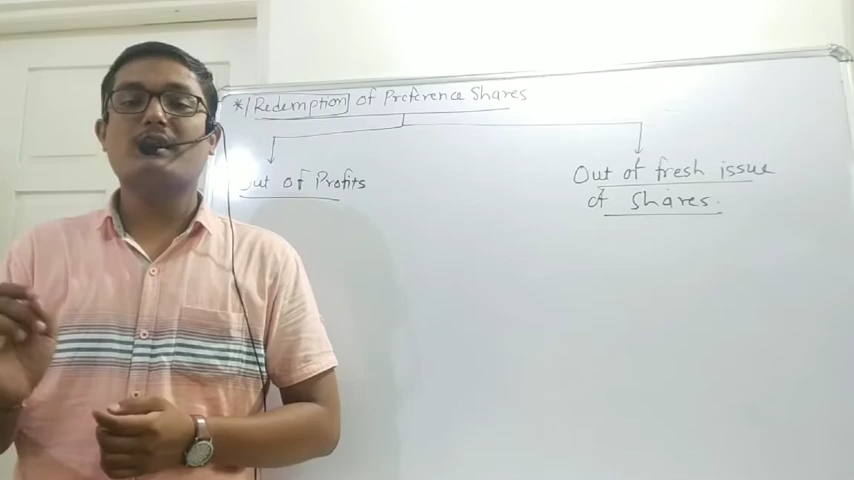 */ Redemption of Preference Shares
Out of Profits
Out of fresh issue
of Shares.